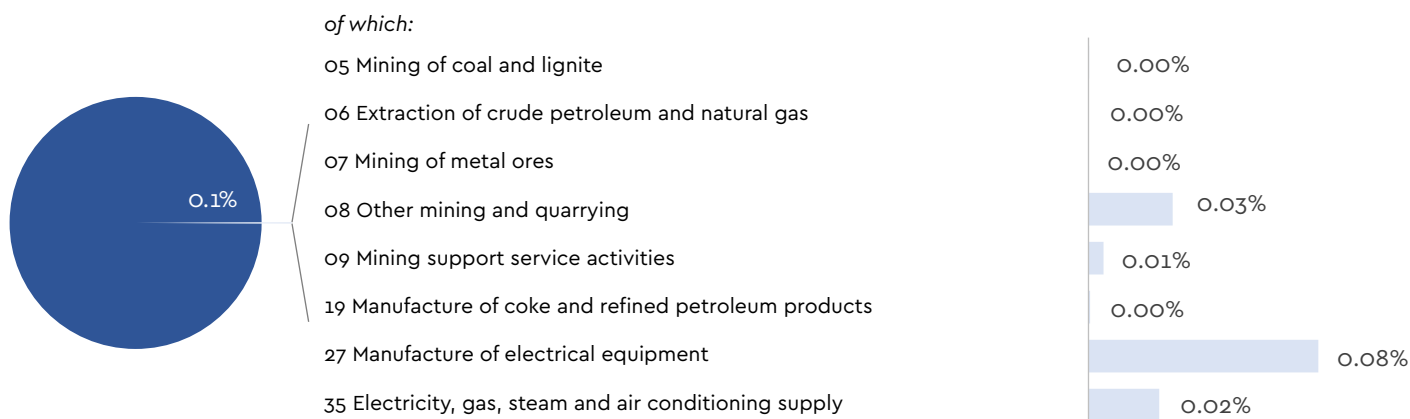 of which:
05 Mining of coal and lignite 0.00%
06 Extraction of crude petroleum and natural gas 0.00%
07 Mining of metal ores 0.00%
0.1%
08 Other mining and quarrying 0.03%
09 Mining support service activities 0.01%
19 Manufacture of coke and refined petroleum products 0.00%
27 Manufacture of electrical equipment 0.08%
35 Electricity, gas, steam and air conditioning supply 0.02%